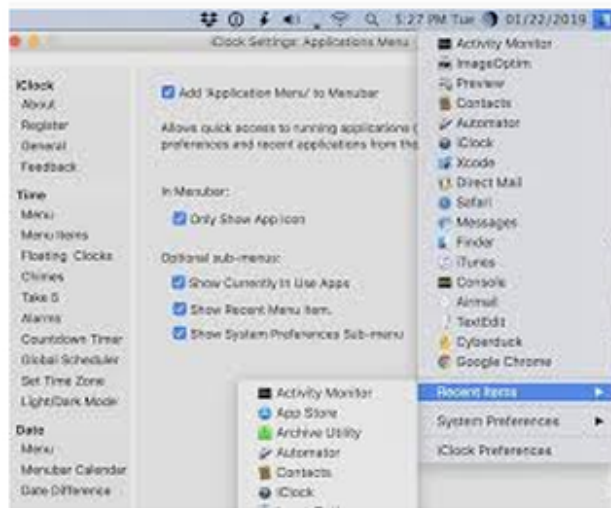 5:27 PM Tue 01/22/2019
iClock Settings: Applications Menu
iClock
About
Register
General
Feedback
Time
Menu
Menu Items
Floating Clocks
Chimes
Take 5
Alarms
Countdown Timer
Global Scheduler
Set Time Zone
Light/Dark Mode
Date
Menu
Menubar Calendar
Date Difference
Add 'Application Menu' to Menubar
Allows quick access to running applications
preferences and recent applications from the
In Menubar:
Only Show App Icon
Optional sub-menus:
Show Currently In Use Apps
Show Recent Menu Item.
Show System Preferences Sub-menu
Activity Monitor
App Store
Archive Utility
Automator
Contacts
iClock
Activity Monitor
ImageOptim
Preview
Contacts
Automator
iClock
Xcode
Direct Mail
Safari
Messages
Finder
iTunes
Console
Airmail
TextEdit
Cyberduck
Google Chrome
Recent Items
System Preferences
iClock Preferences